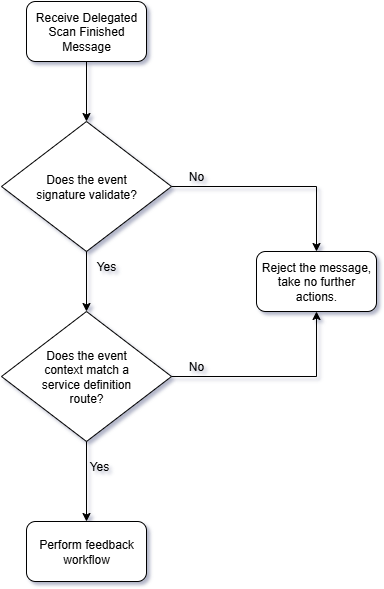 Receive Delegated
Scan Finished
Message
Does the event
signature validate?
No
Yes
Reject the message,
take no further
actions.
Does the event
context match a
service definition
route?
No
Yes
Perform feedback
workflow